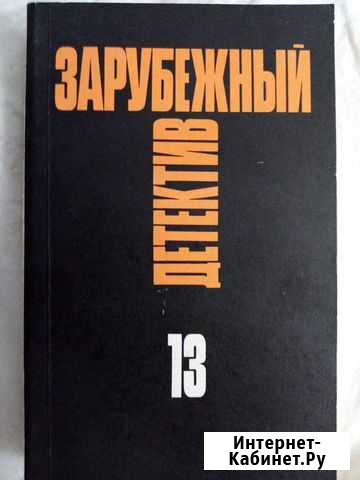 ЗАРУБЕЖНЫЙ
ДЕТЕКТИВ
13
Интернет-
Кабинет.Ру